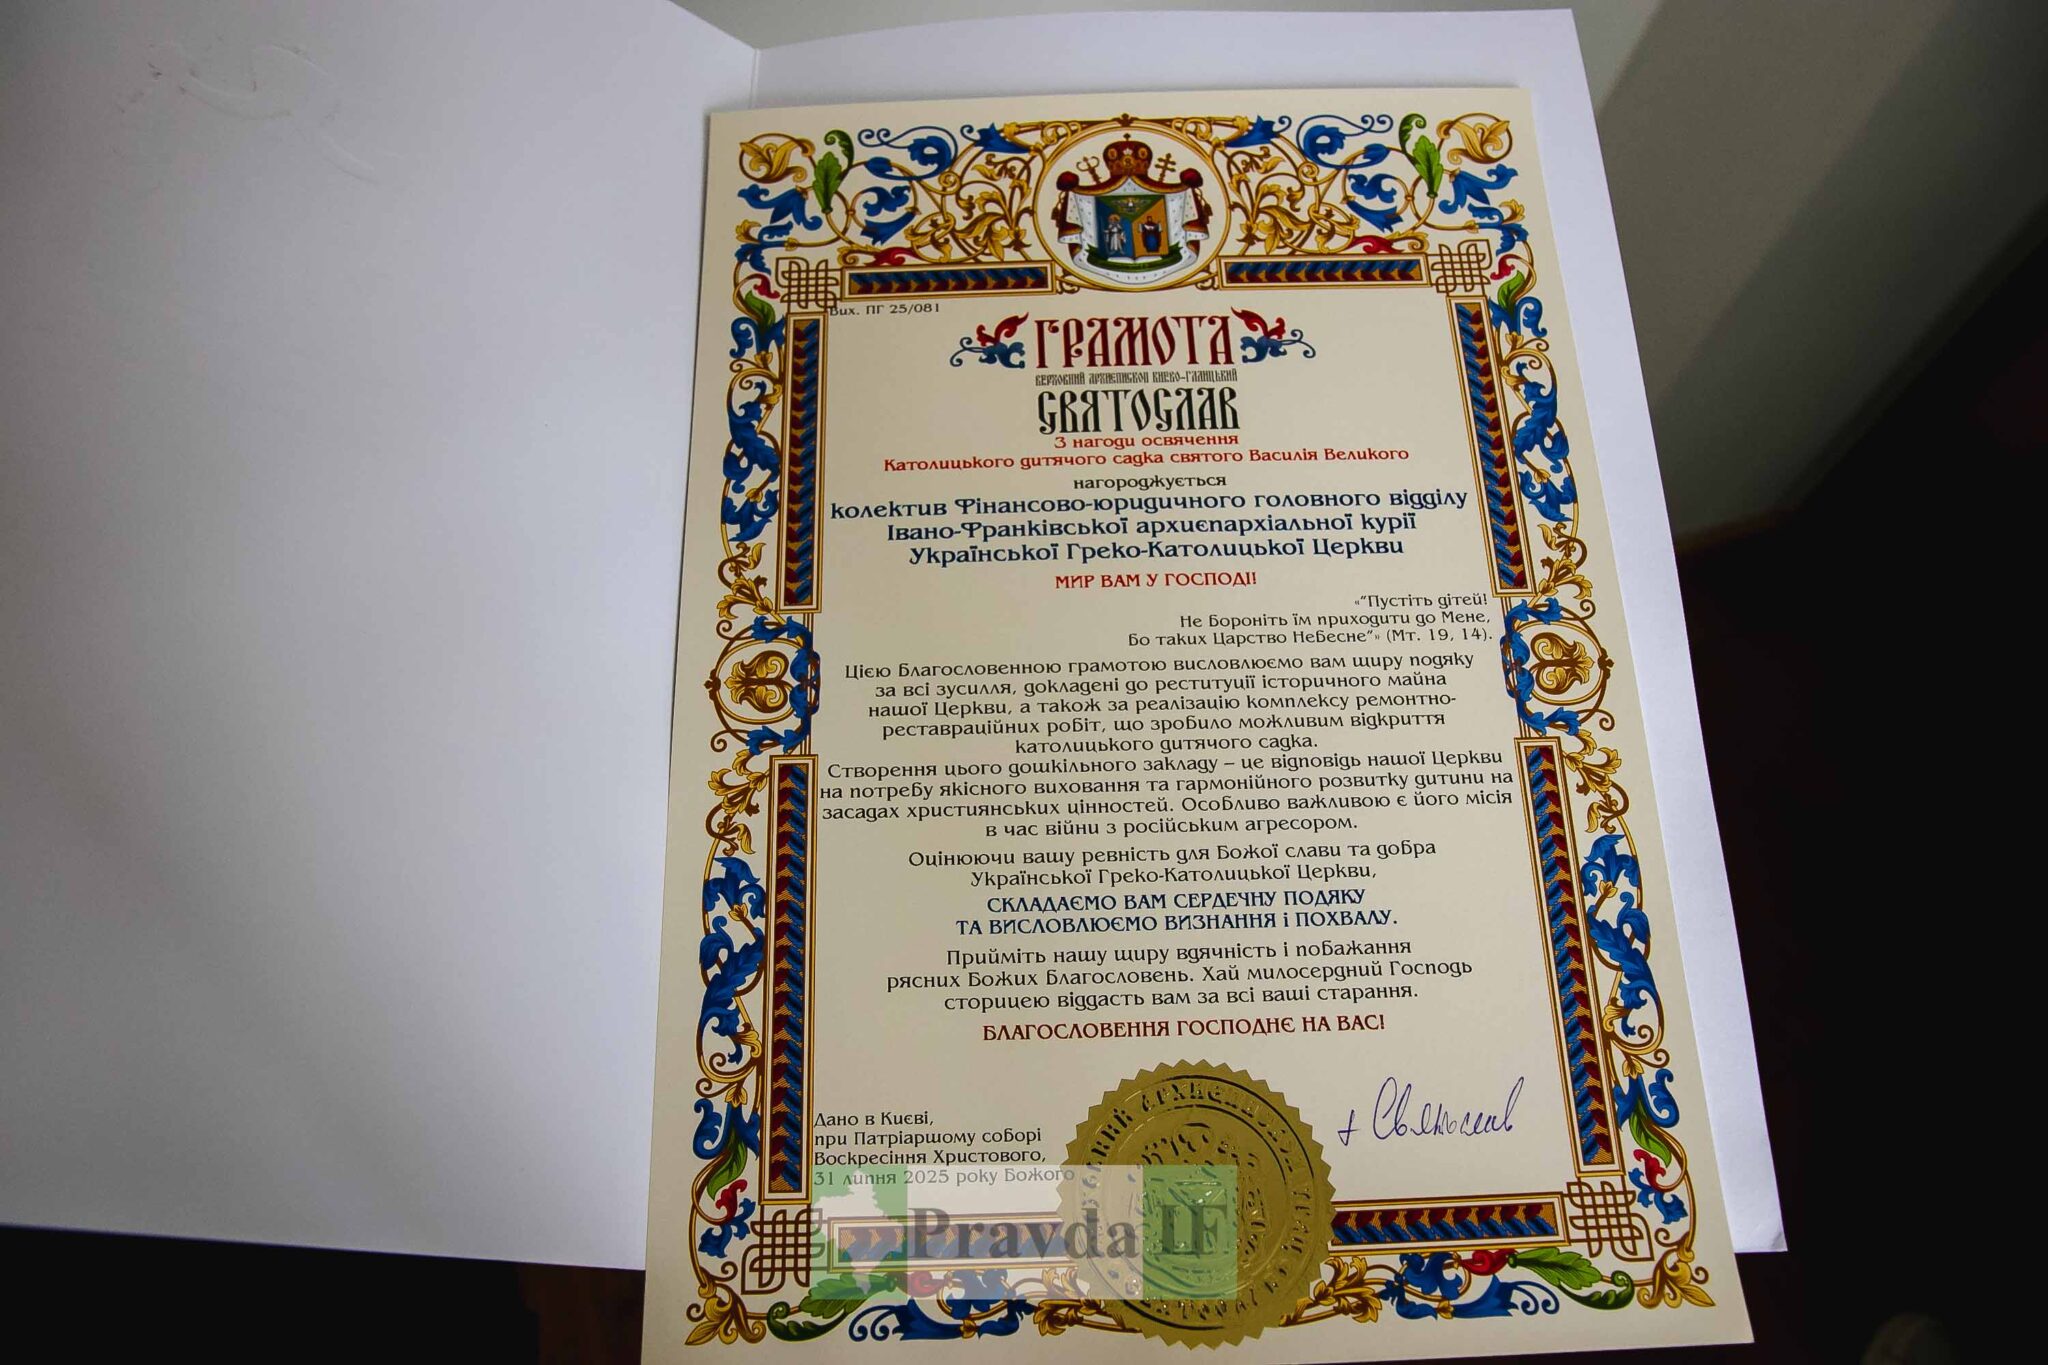 Вих. ПГ 25/081
ГРАМОТА
ВЕРХОВНИЙ АРХИЄПИСКОП КИЄВО-ГАЛИЦЬКИЙ
СВЯТОСЛАВ
З нагоди освячення
Католицького дитячого садка святого Василія Великого
нагороджується
колектив Фінансово-юридичного головного відділу
Івано-Франківської архиєпархіальної курії
Української Греко-Католицької Церкви
МИР ВАМ У ГОСПОДІ!
«"Пустіть дітей!
Не Бороніть їм приходити до Мене,
Бо таких Царство Небесне"» (Мт. 19, 14).
Цією Благословенною грамотою висловлюємо вам щиру подяку
за всі зусилля, докладені до реституції історичного майна
нашої Церкви, а також за реалізацію комплексу ремонтно-
реставраційних робіт, що зробило можливим відкриття
католицького дитячого садка.
Створення цього дошкільного закладу – це відповідь нашої Церкви
на потребу якісного виховання та гармонійного розвитку дитини на
засадах християнських цінностей. Особливо важливою є його місія
в час війни з російським агресором.
Оцінюючи вашу ревність для Божої слави та добра
Української Греко-Католицької Церкви,
СКЛАДАЄМО ВАМ СЕРДЕЧНУ ПОДЯКУ
ТА ВИСЛОВЛЮЄМО ВИЗНАННЯ і ПОХВАЛУ.
Прийміть нашу щиру вдячність і побажання
рясних Божих Благословень. Хай милосердний Господь
сторицею віддасть вам за всі ваші старання.
БЛАГОСЛОВЕННЯ ГОСПОДНЄ НА ВАС!
+ Святослав
Дано в Києві,
при Патріаршому соборі
Воскресіння Христового,
31 липня 2025 року Божого
Pravda IF